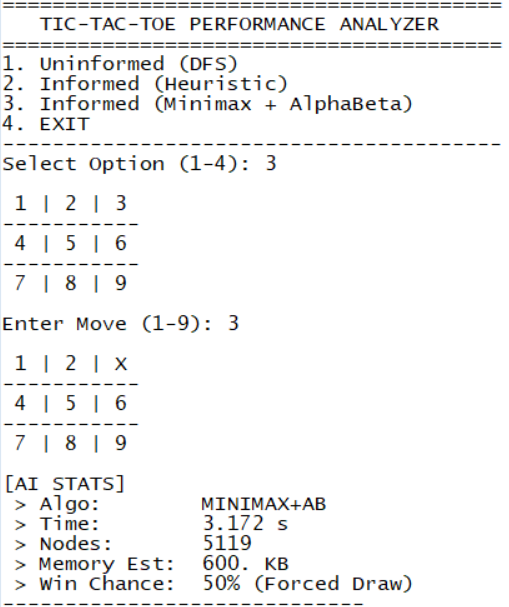 ==========================================
TIC-TAC-TOE PERFORMANCE ANALYZER
==========================================
1. Uninformed (DFS)
2. Informed (Heuristic)
3. Informed (Minimax + AlphaBeta)
4. EXIT
------------------------------------------
Select Option (1-4): 3
1 | 2 | 3
-----------
4 | 5 | 6
-----------
7 | 8 | 9
Enter Move (1-9): 3
1 | 2 | X
-----------
4 | 5 | 6
-----------
7 | 8 | 9
[AI STATS]
> Algo: MINIMAX+AB
> Time: 3.172 s
> Nodes: 5119
> Memory Est: 600. KB
> Win Chance: 50% (Forced Draw)
------------------------------